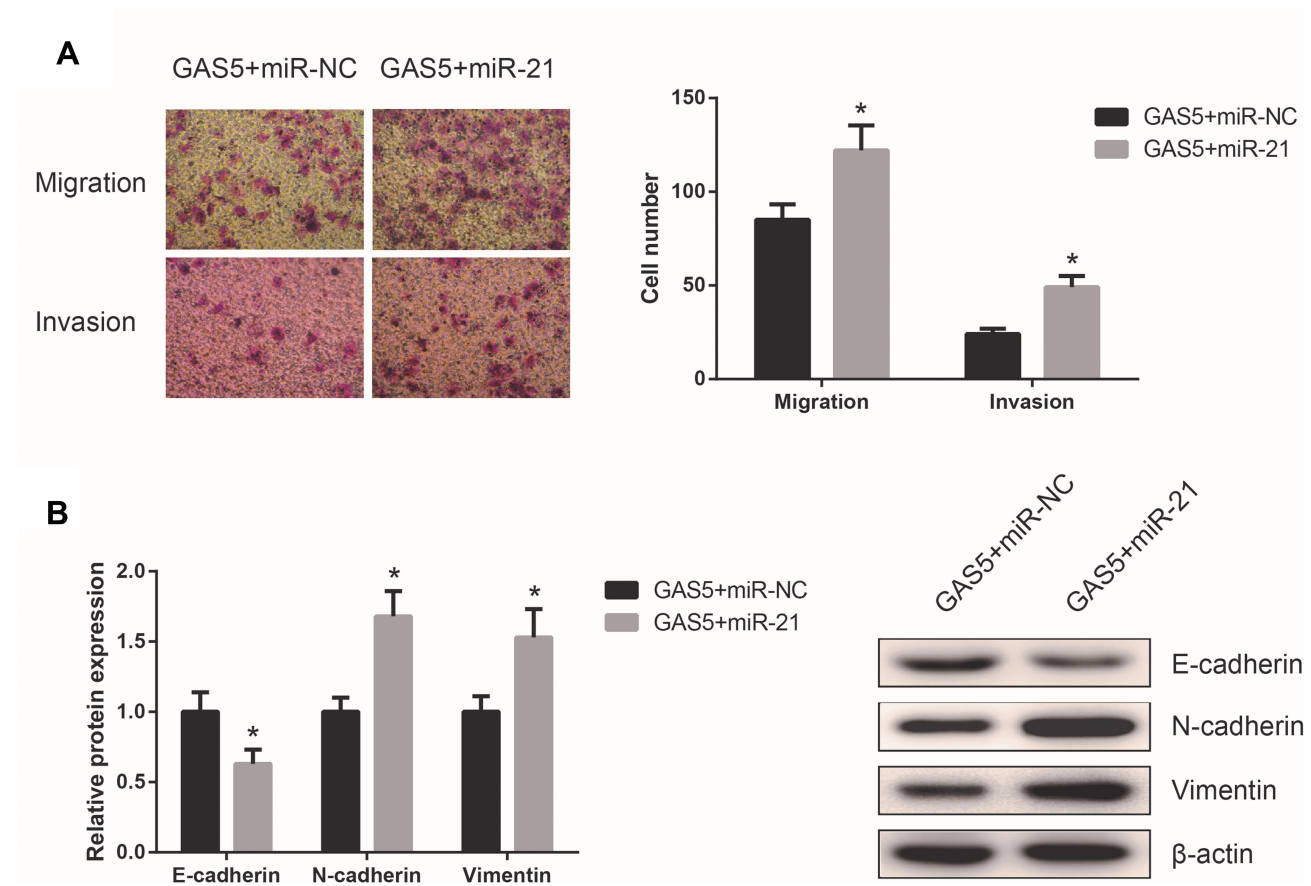 A
GAS5+miR-NC GAS5+miR-21
Migration
Invasion
150
100
50
0
Cell number
*
*
Migration Invasion
GAS5+miR-NC
GAS5+miR-21
B
2.0
1.5
1.0
0.5
0.0
Relative protein expression
*
*
*
E-cadherin N-cadherin Vimentin
GAS5+miR-NC
GAS5+miR-21
GAS5+miR-NC
GAS5+miR-21
E-cadherin
N-cadherin
Vimentin
β-actin